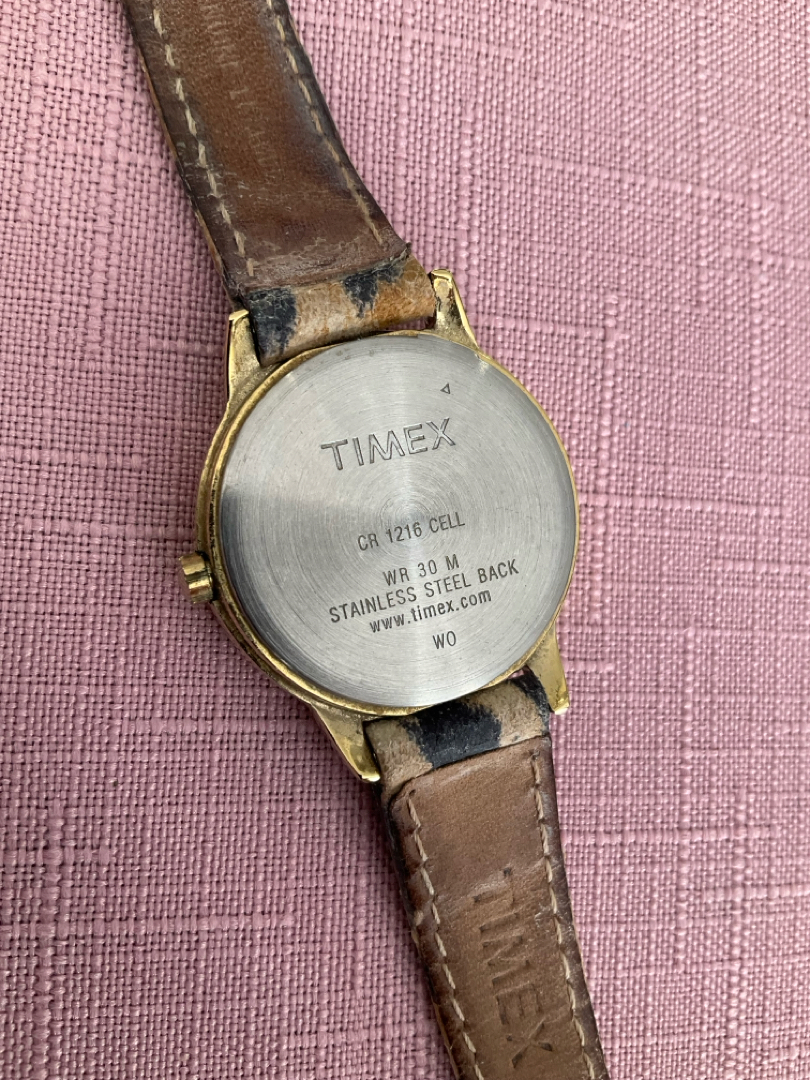 TIMEX
CR 1216 CELL
WR 30 M
STAINLESS STEEL BACK
www.timex.com
WO
TIMEX